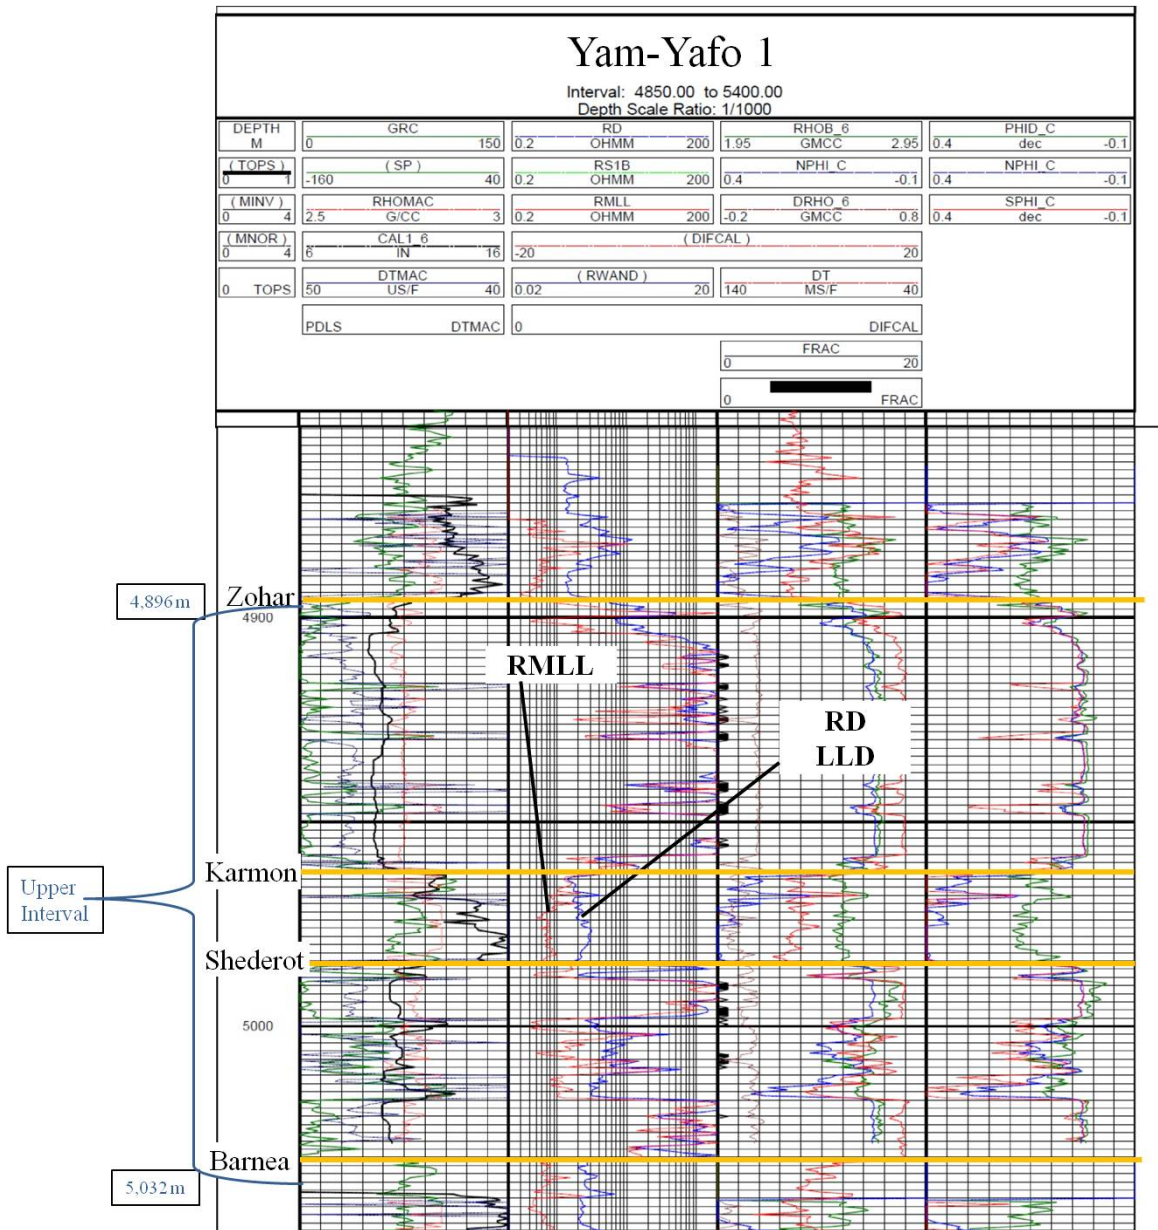 Yam-Yafo 1
Interval: 4850.00 to 5400.00
Depth Scale Ratio: 1/1000
DEPTH GRC RD RHOB_6 PHID_C
M 0 150 0.2 OHMM 200 1.95 GMCC 2.95 0.4 dec -0.1
(TOPS) (SP) RS1B NPHI_C NPHI_C
0 1 -160 40 0.2 OHMM 200 0.4 -0.1 0.4 -0.1
(MINV) RHOMAC RMLL DRHO_6 SPHI_C
0 4 2.5 G/CC 3 0.2 OHMM 200 -0.2 GMCC 0.8 0.4 dec -0.1
(MNOR) CAL1_6 (DIFCAL)
0 4 6 IN 16 -20 20
DTMAC (RWAND) DT
0 TOPS 50 US/F 40 0.02 20 140 MS/F 40
PDLS DTMAC 0 DIFCAL
FRAC
0 20
0 FRAC
4,896m Zohar
4900
RMLL
RD
LLD
Karmon
Upper
Interval
Shederot
5000
Barnea
5,032m